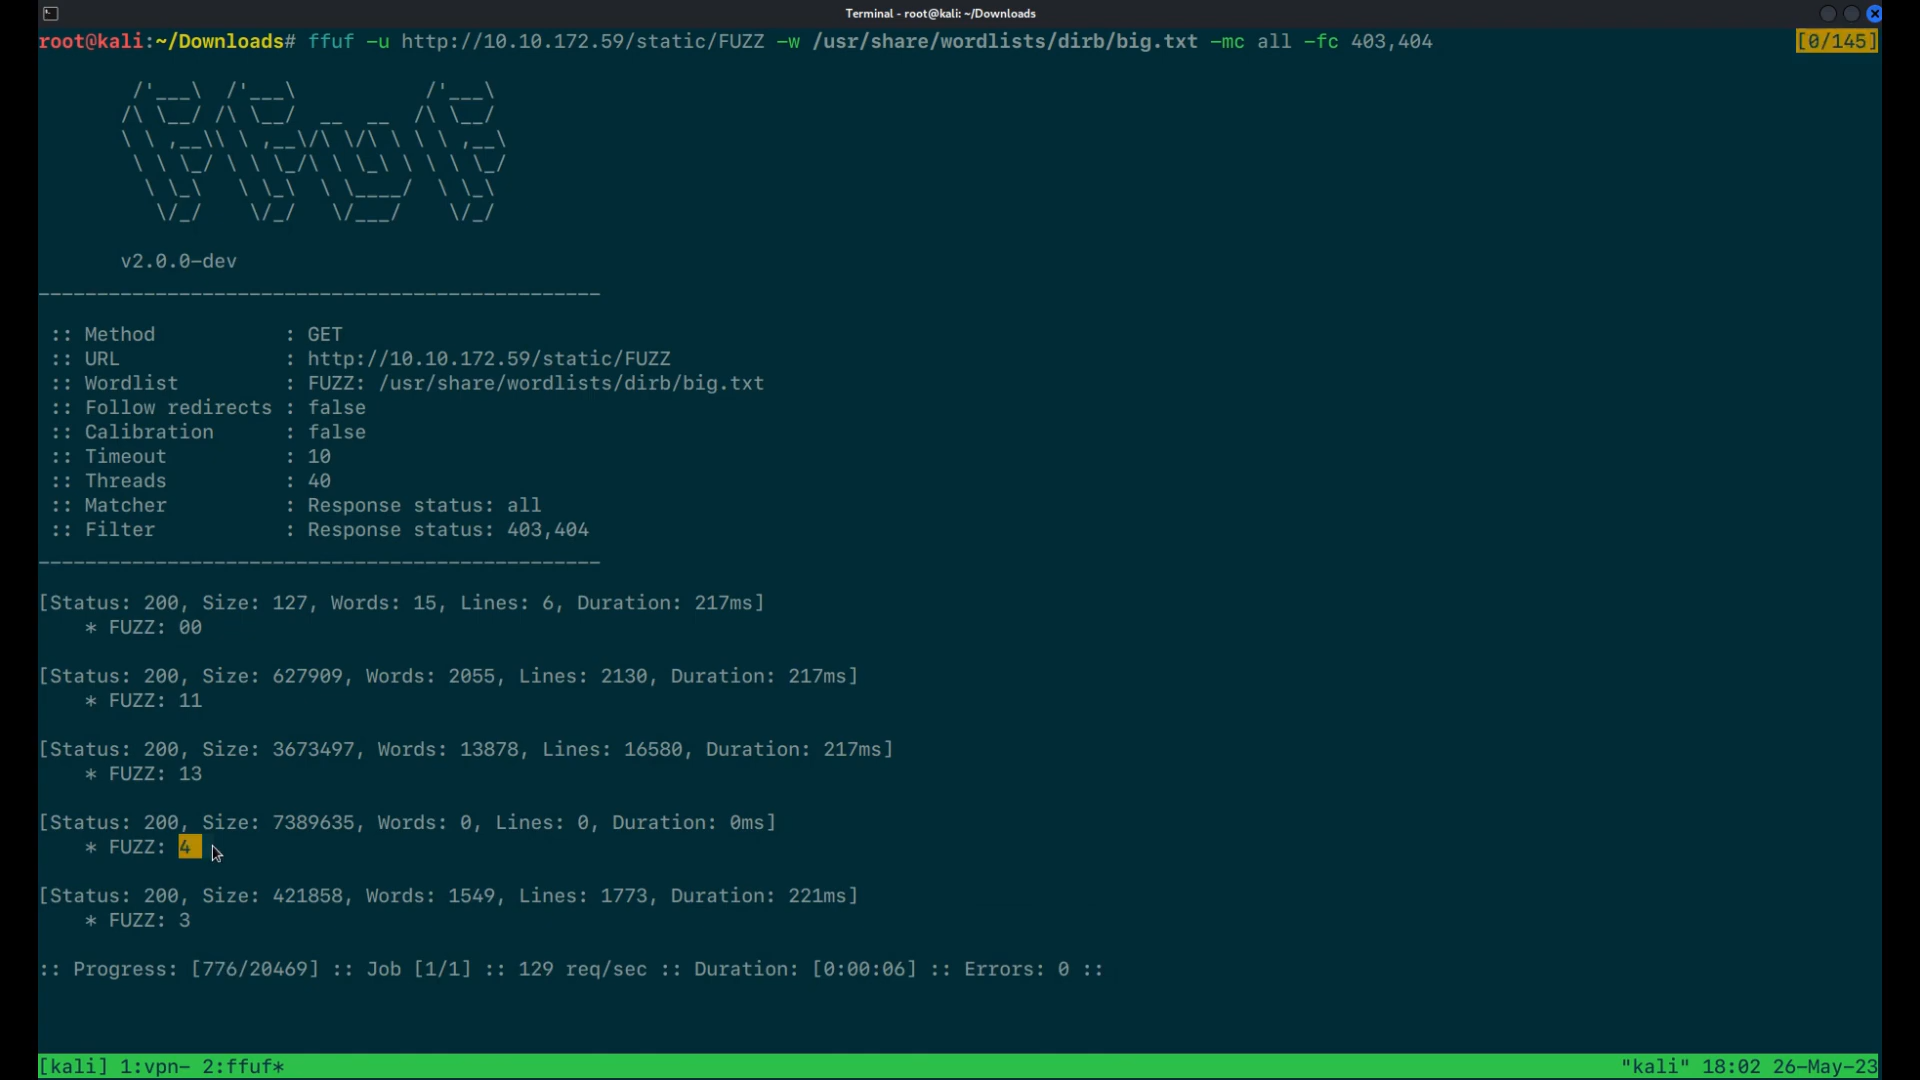 Terminal - root@kali: ~/Downloads
root@kali:~/Downloads# ffuf -u http://10.10.172.59/static/FUZZ -w /usr/share/wordlists/dirb/big.txt -mc all -fc 403,404 [0/145]
        /'___\  /'___\           /'___\
       /\ \__/ /\ \__/  __  __  /\ \__/
       \ \ ,__\\ \ ,__\/\ \/\ \ \ \ ,__\
        \ \ \_/ \ \ \_/\ \ \_\ \ \ \ \_/
         \ \_\   \ \_\  \ \____/  \ \_\
          \/_/    \/_/   \/___/    \/_/
v2.0.0-dev
________________________________________________
:: Method           : GET
:: URL              : http://10.10.172.59/static/FUZZ
:: Wordlist         : FUZZ: /usr/share/wordlists/dirb/big.txt
:: Follow redirects : false
:: Calibration      : false
:: Timeout          : 10
:: Threads          : 40
:: Matcher          : Response status: all
:: Filter           : Response status: 403,404
________________________________________________
[Status: 200, Size: 127, Words: 15, Lines: 6, Duration: 217ms]
    * FUZZ: 00
[Status: 200, Size: 627909, Words: 2055, Lines: 2130, Duration: 217ms]
    * FUZZ: 11
[Status: 200, Size: 3673497, Words: 13878, Lines: 16580, Duration: 217ms]
    * FUZZ: 13
[Status: 200, Size: 7389635, Words: 0, Lines: 0, Duration: 0ms]
    * FUZZ: 4
[Status: 200, Size: 421858, Words: 1549, Lines: 1773, Duration: 221ms]
    * FUZZ: 3
:: Progress: [776/20469] :: Job [1/1] :: 129 req/sec :: Duration: [0:00:06] :: Errors: 0 ::
[kali] 1:vpn- 2:ffuf* "kali" 18:02 26-May-23